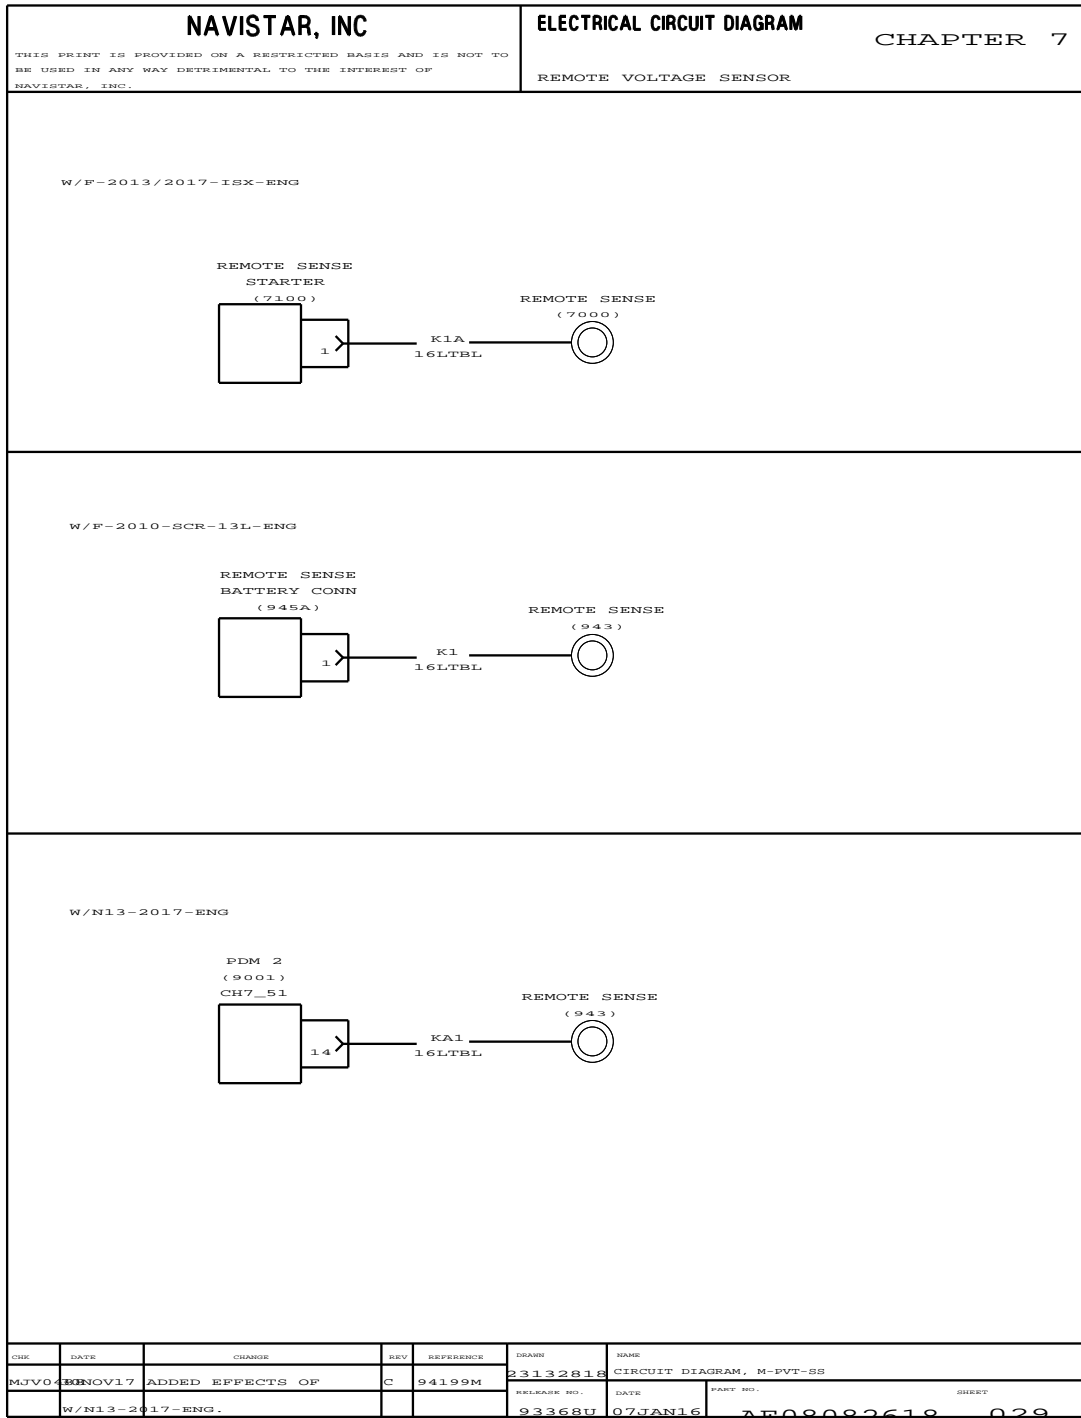 NAVISTAR, INC
THIS PRINT IS PROVIDED ON A RESTRICTED BASIS AND IS NOT TO
BE USED IN ANY WAY DETRIMENTAL TO THE INTEREST OF
NAVISTAR, INC.
ELECTRICAL CIRCUIT DIAGRAM
CHAPTER 7
REMOTE VOLTAGE SENSOR
W/F-2013/2017-ISX-ENG
REMOTE SENSE
STARTER
(7100)
REMOTE SENSE
(7000)
1
K1A
16LTBL
W/F-2010-SCR-13L-ENG
REMOTE SENSE
BATTERY CONN
(945A)
REMOTE SENSE
(943)
1
K1
16LTBL
W/N13-2017-ENG
PDM 2
(9001)
CH7_51
REMOTE SENSE
(943)
14
KA1
16LTBL
CHK DATE CHANGE REV REFERENCE
NOV17 ADDED EFFECTS OF C 94199M
W/N13-2017-ENG.
DRAWN
23132818
NAME
CIRCUIT DIAGRAM, M-PVT-SS
RELEASE NO.
93368U
DATE
07JAN16
PART NO.
AF08082618
SHEET
029